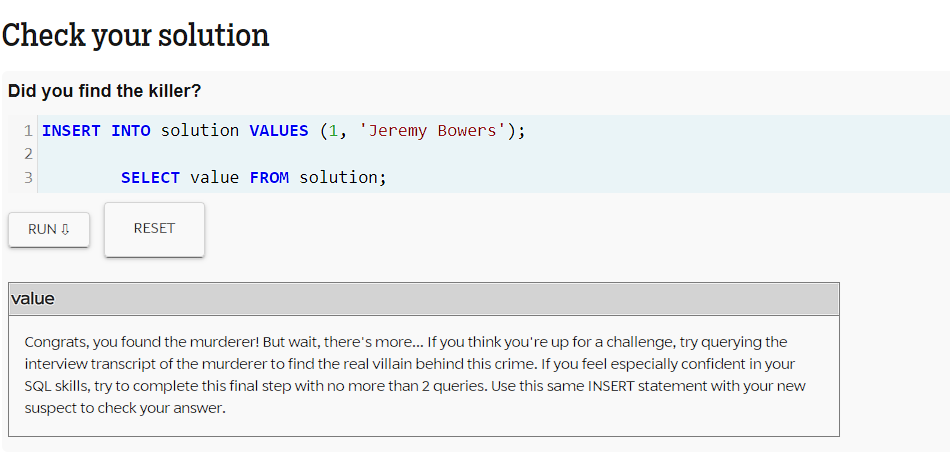 Check your solution
Did you find the killer?
1 INSERT INTO solution VALUES (1, 'Jeremy Bowers');
2
3 SELECT value FROM solution;
RUN ⇩ RESET
value
Congrats, you found the murderer! But wait, there's more... If you think you're up for a challenge, try querying the
interview transcript of the murderer to find the real villain behind this crime. If you feel especially confident in your
SQL skills, try to complete this final step with no more than 2 queries. Use this same INSERT statement with your new
suspect to check your answer.